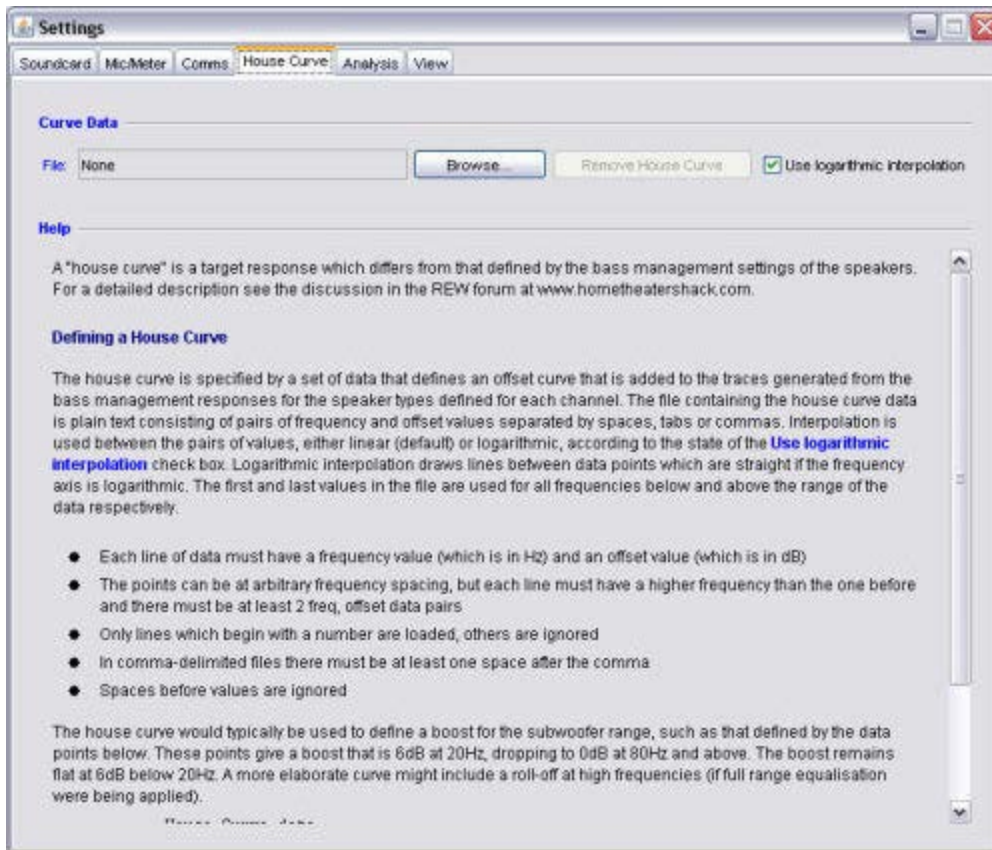 Settings
Soundcard Mic/Meter Comms House Curve Analysis View
Curve Data
File: None Browse... Remove House Curve Use logarithmic interpolation
Help
A "house curve" is a target response which differs from that defined by the bass management settings of the speakers.
For a detailed description see the discussion in the REW forum at www.hometheatershack.com.
Defining a House Curve
The house curve is specified by a set of data that defines an offset curve that is added to the traces generated from the
bass management responses for the speaker types defined for each channel. The file containing the house curve data
is plain text consisting of pairs of frequency and offset values separated by spaces, tabs or commas. Interpolation is
used between the pairs of values, either linear (default) or logarithmic, according to the state of the Use logarithmic
interpolation check box. Logarithmic interpolation draws lines between data points which are straight if the frequency
axis is logarithmic. The first and last values in the file are used for all frequencies below and above the range of the
data respectively.
● Each line of data must have a frequency value (which is in Hz) and an offset value (which is in dB)
● The points can be at arbitrary frequency spacing, but each line must have a higher frequency than the one before
and there must be at least 2 freq, offset data pairs
● Only lines which begin with a number are loaded, others are ignored
● In comma-delimited files there must be at least one space after the comma
● Spaces before values are ignored
The house curve would typically be used to define a boost for the subwoofer range, such as that defined by the data
points below. These points give a boost that is 6dB at 20Hz, dropping to 0dB at 80Hz and above. The boost remains
flat at 6dB below 20Hz. A more elaborate curve might include a roll-off at high frequencies (if full range equalisation
were being applied).